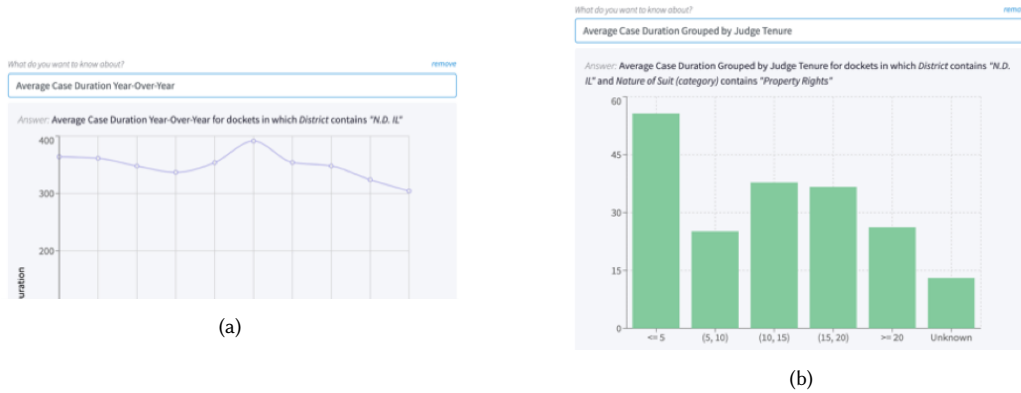 What do you want to know about?
remove
Average Case Duration Year-Over-Year
Answer: Average Case Duration Year-Over-Year for dockets in which District contains "N.D. IL"
400
300
200
uration
(a)
What do you want to know about?
remo
Average Case Duration Grouped by Judge Tenure
Answer: Average Case Duration Grouped by Judge Tenure for dockets in which District contains "N.D.
IL" and Nature of Suit (category) contains "Property Rights"
60
45
30
15
0
<= 5
(5, 10)
(10, 15)
(15, 20)
>= 20
Unknown
(b)